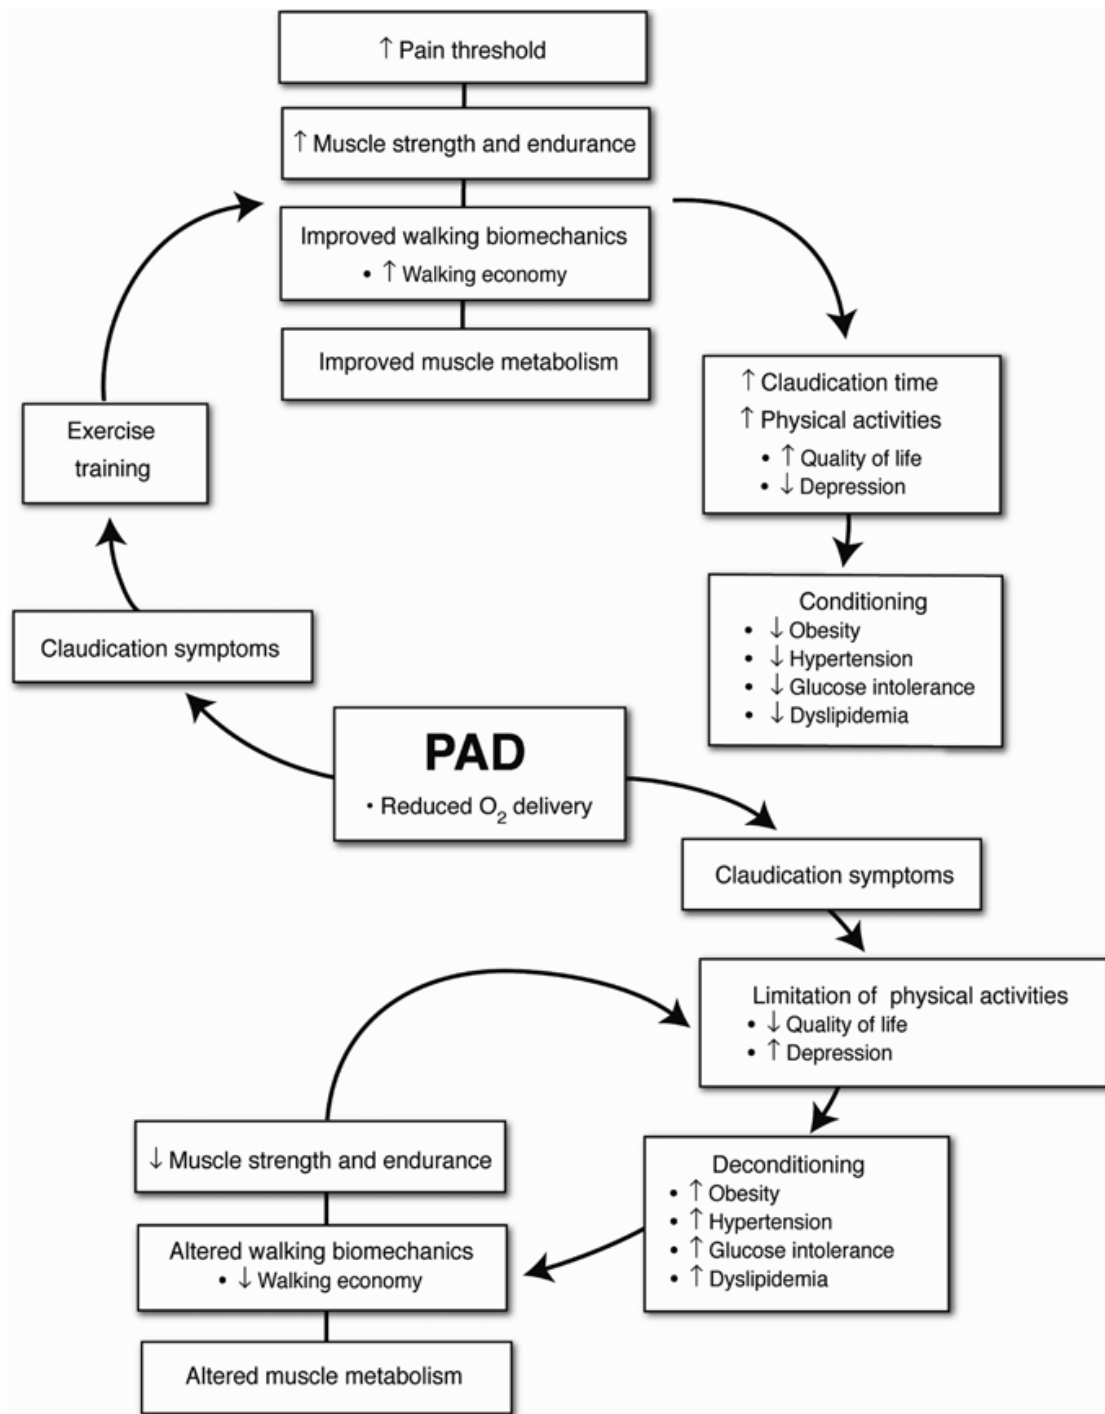 ↑ Pain threshold
↑ Muscle strength and endurance
Improved walking biomechanics
• ↑ Walking economy
Improved muscle metabolism
Exercise
training
Claudication symptoms
↑ Claudication time
↑ Physical activities
• ↑ Quality of life
• ↓ Depression
Conditioning
• ↓ Obesity
• ↓ Hypertension
• ↓ Glucose intolerance
• ↓ Dyslipidemia
PAD
• Reduced O₂ delivery
Claudication symptoms
Limitation of physical activities
• ↓ Quality of life
• ↑ Depression
Deconditioning
• ↑ Obesity
• ↑ Hypertension
• ↑ Glucose intolerance
• ↑ Dyslipidemia
↓ Muscle strength and endurance
Altered walking biomechanics
• ↓ Walking economy
Altered muscle metabolism